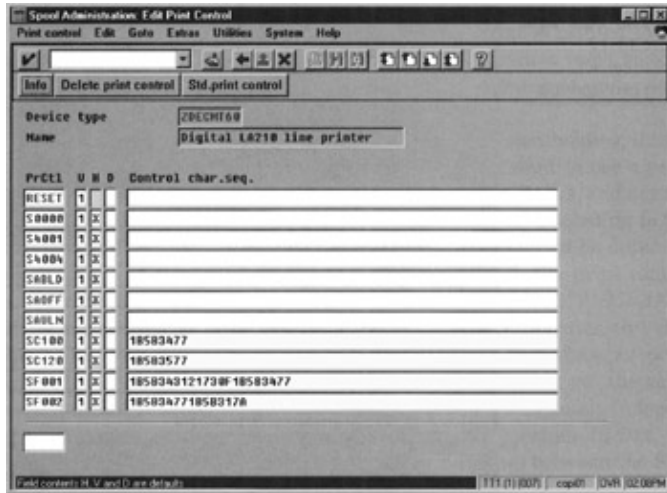 Spool Administration: Edit Print Control
Print control Edit Goto Extras Utilities System Help
Info Delete print control Std.print control
Device type ZDECMT60
Name Digital LA210 line printer
PrCtl V H D Control char.seq.
RESET 1
S0000 1 X
S4001 1 X
S4004 1 X
SABLD 1 X
SAOFF 1 X
SAULN 1 X
SC100 1 X 1B5B3477
SC120 1 X 1B5B3577
SF001 1 X 1B5B343121730F1B5B3477
SF002 1 X 1B5B34771B5B317A
Field contents H, V and D are defaults
OVR 02:08PM